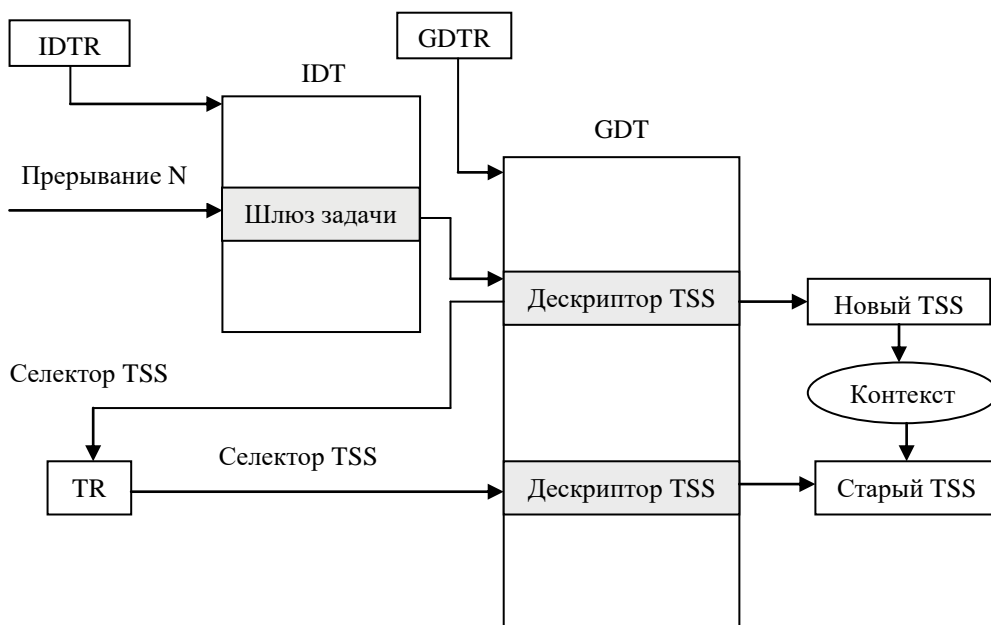 IDTR
GDTR
IDT
GDT
Прерывание N
Шлюз задачи
Дескриптор TSS
Новый TSS
Селектор TSS
Контекст
Селектор TSS
TR
Дескриптор TSS
Старый TSS